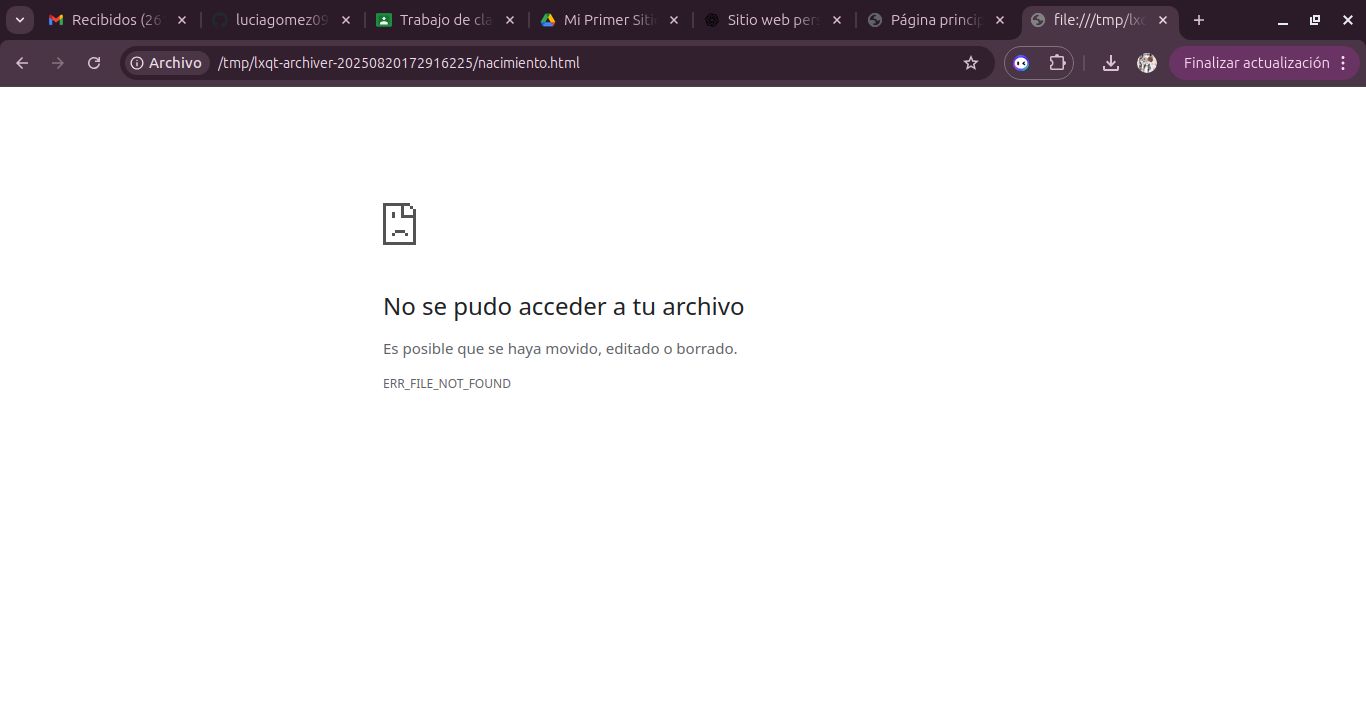 Recibidos (26
luciagomez09
Trabajo de cla
Mi Primer Siti
Sitio web pers
Página princip
file:///tmp/lxq
Archivo
/tmp/lxqt-archiver-20250820172916225/nacimiento.html
Finalizar actualización
No se pudo acceder a tu archivo
Es posible que se haya movido, editado o borrado.
ERR_FILE_NOT_FOUND